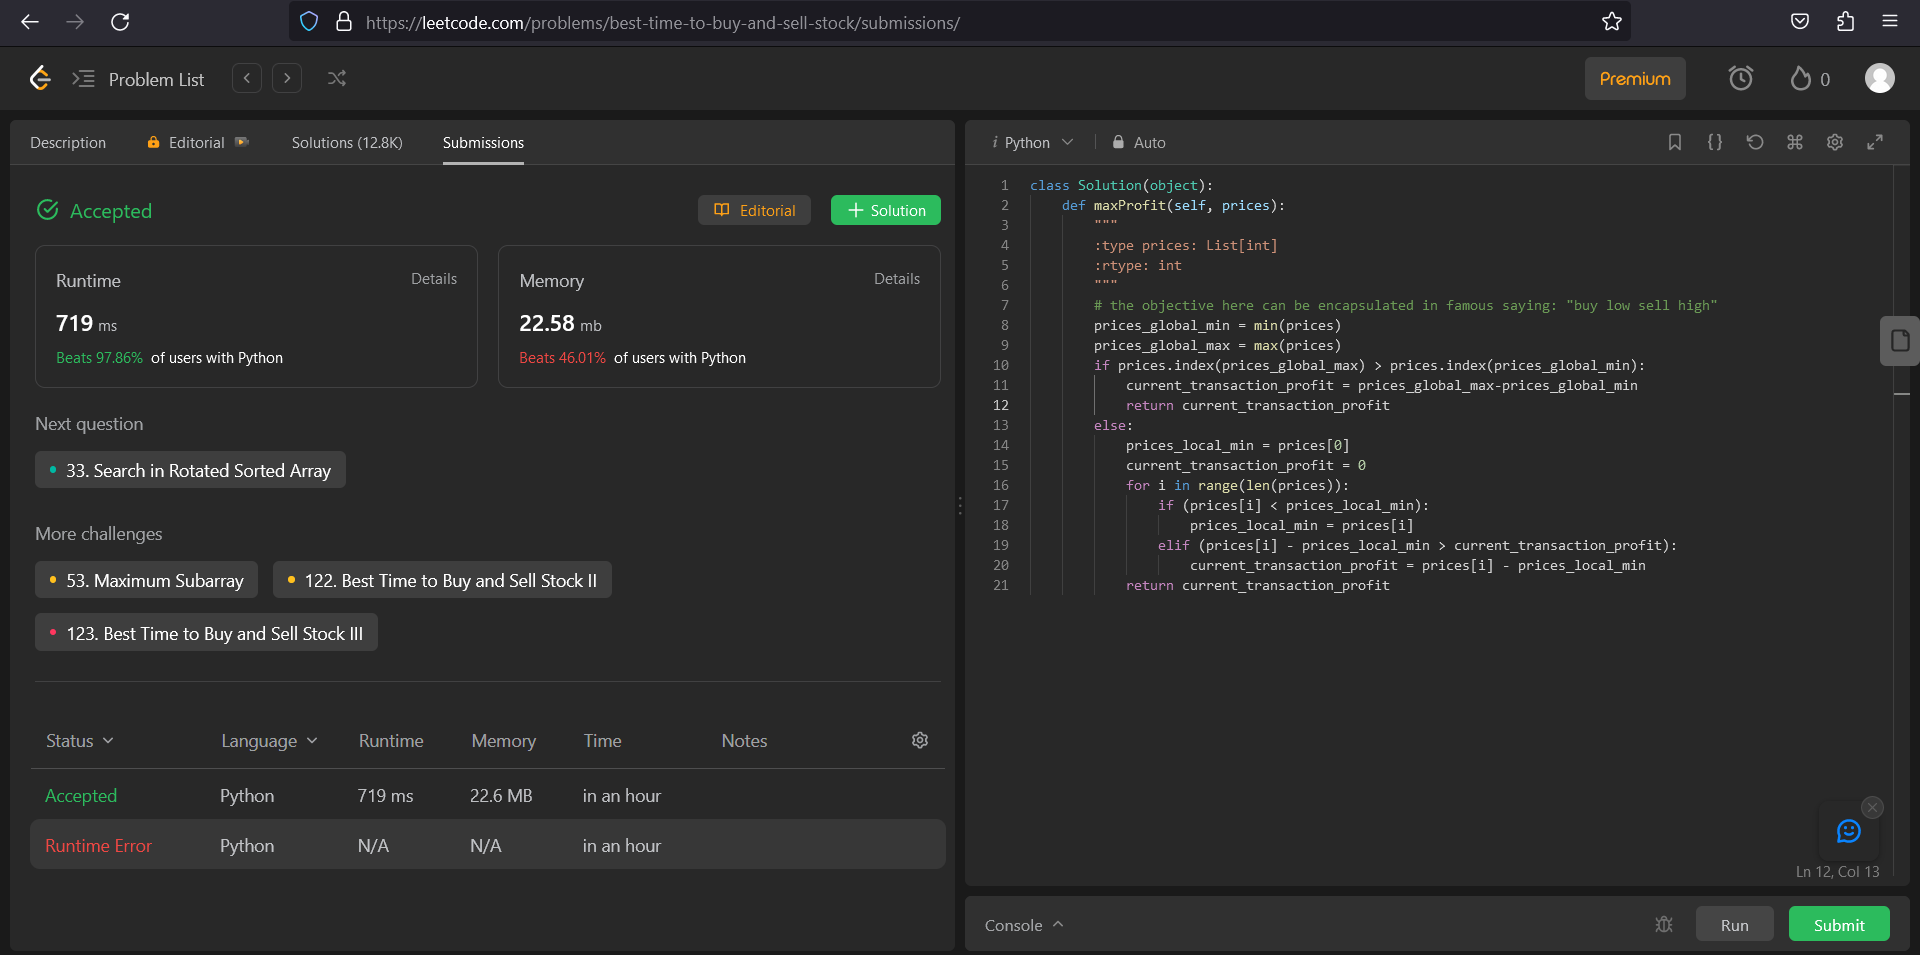 https://leetcode.com/problems/best-time-to-buy-and-sell-stock/submissions/
Problem List
Premium
0
Description
Editorial
Solutions (12.8K)
Submissions
Accepted
Editorial
Solution
Runtime
Details
719 ms
Beats 97.86% of users with Python
Memory
Details
22.58 mb
Beats 46.01% of users with Python
Next question
33. Search in Rotated Sorted Array
More challenges
53. Maximum Subarray
122. Best Time to Buy and Sell Stock II
123. Best Time to Buy and Sell Stock III
Status Language Runtime Memory Time Notes
Accepted Python 719 ms 22.6 MB in an hour
Runtime Error Python N/A N/A in an hour
i Python
Auto
1 class Solution(object):
2 def maxProfit(self, prices):
3 """
4 :type prices: List[int]
5 :rtype: int
6 """
7 # the objective here can be encapsulated in famous saying: "buy low sell high"
8 prices_global_min = min(prices)
9 prices_global_max = max(prices)
10 if prices.index(prices_global_max) > prices.index(prices_global_min):
11 current_transaction_profit = prices_global_max-prices_global_min
12 return current_transaction_profit
13 else:
14 prices_local_min = prices[0]
15 current_transaction_profit = 0
16 for i in range(len(prices)):
17 if (prices[i] < prices_local_min):
18 prices_local_min = prices[i]
19 elif (prices[i] - prices_local_min > current_transaction_profit):
20 current_transaction_profit = prices[i] - prices_local_min
21 return current_transaction_profit
Ln 12, Col 13
Console
Run
Submit